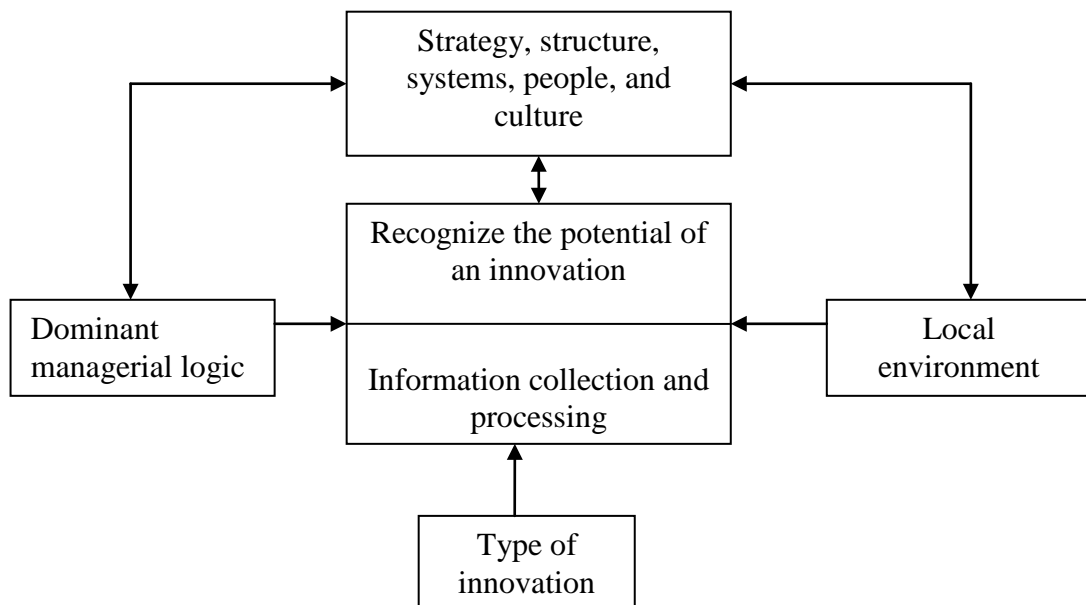 Strategy, structure,
systems, people, and
culture
Recognize the potential of
an innovation
Dominant
managerial logic
Local
environment
Information collection and
processing
Type of
innovation